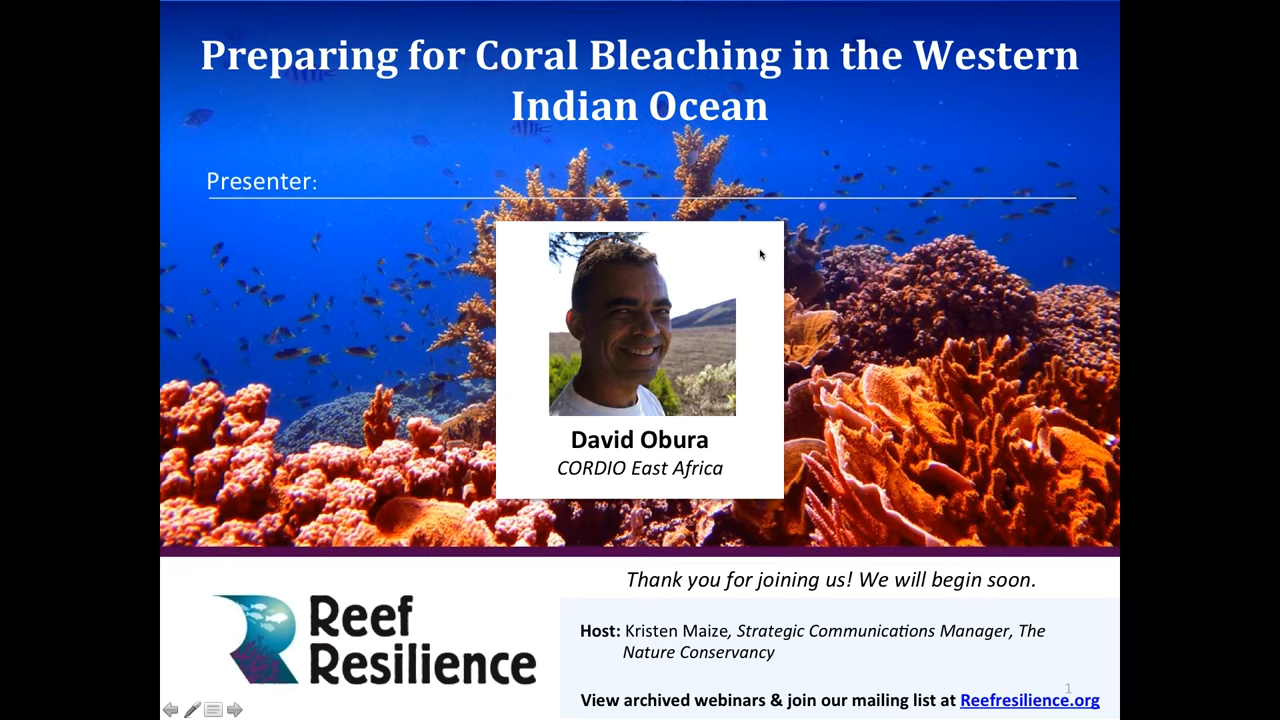 Preparing for Coral Bleaching in the Western
Indian Ocean
Presenter:
David Obura
CORDIO East Africa
Thank you for joining us! We will begin soon.
Reef
Resilience
Host: Kristen Maize, Strategic Communications Manager, The
Nature Conservancy
1
View archived webinars & join our mailing list at Reefresilience.org